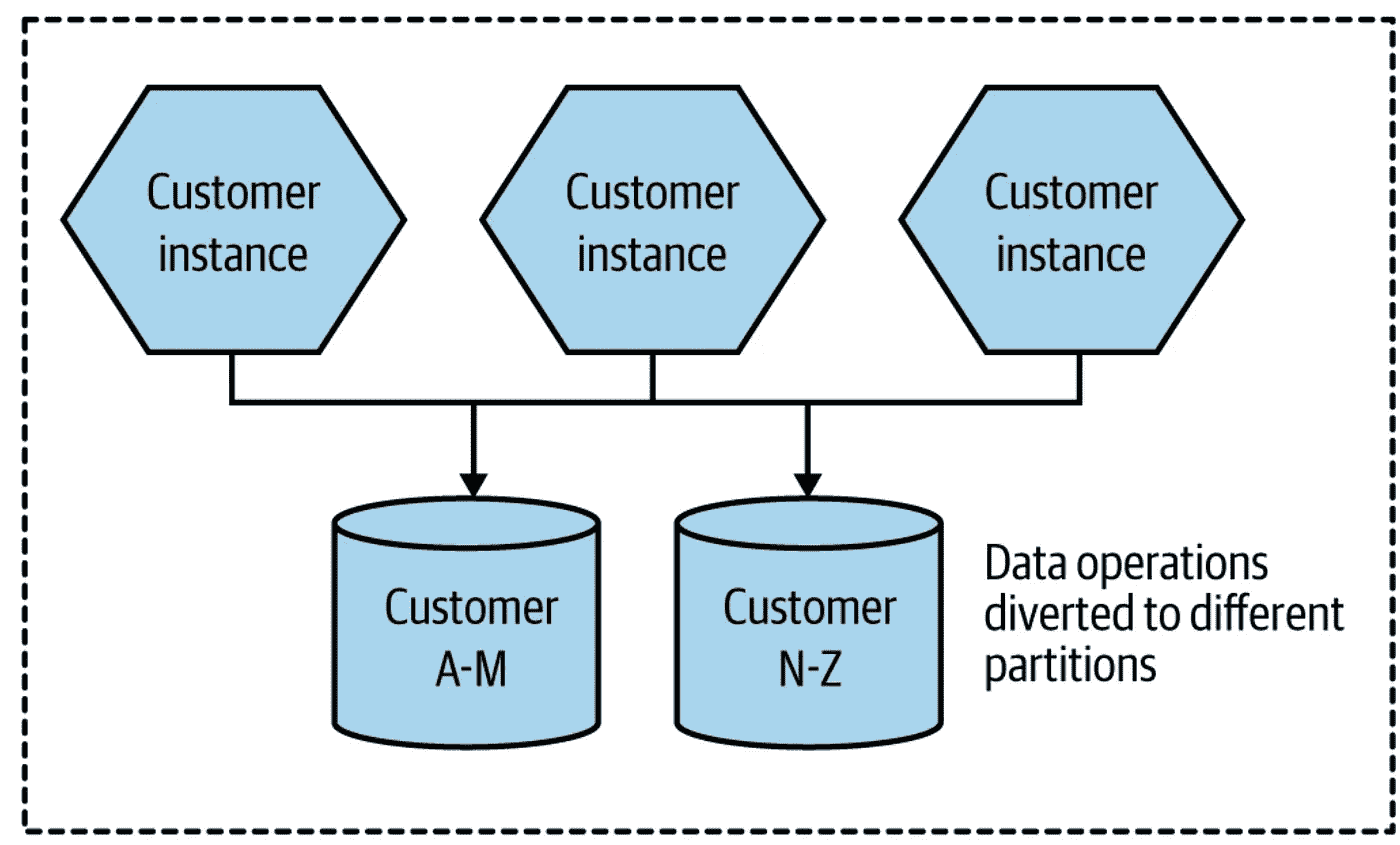 Customer
instance
Customer
instance
Customer
instance
Customer
A-M
Customer
N-Z
Data operations
diverted to different
partitions